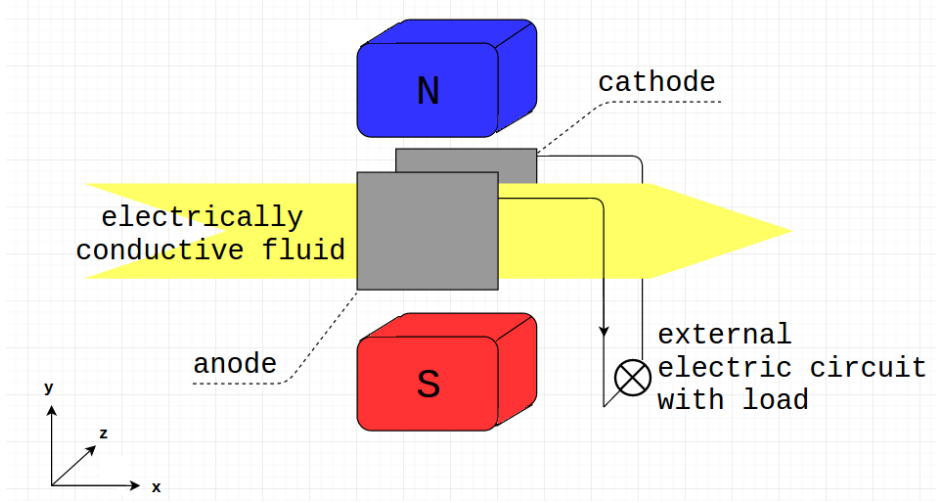 N
cathode
electrically
conductive fluid
anode
S
external
electric circuit
with load
y
z
x